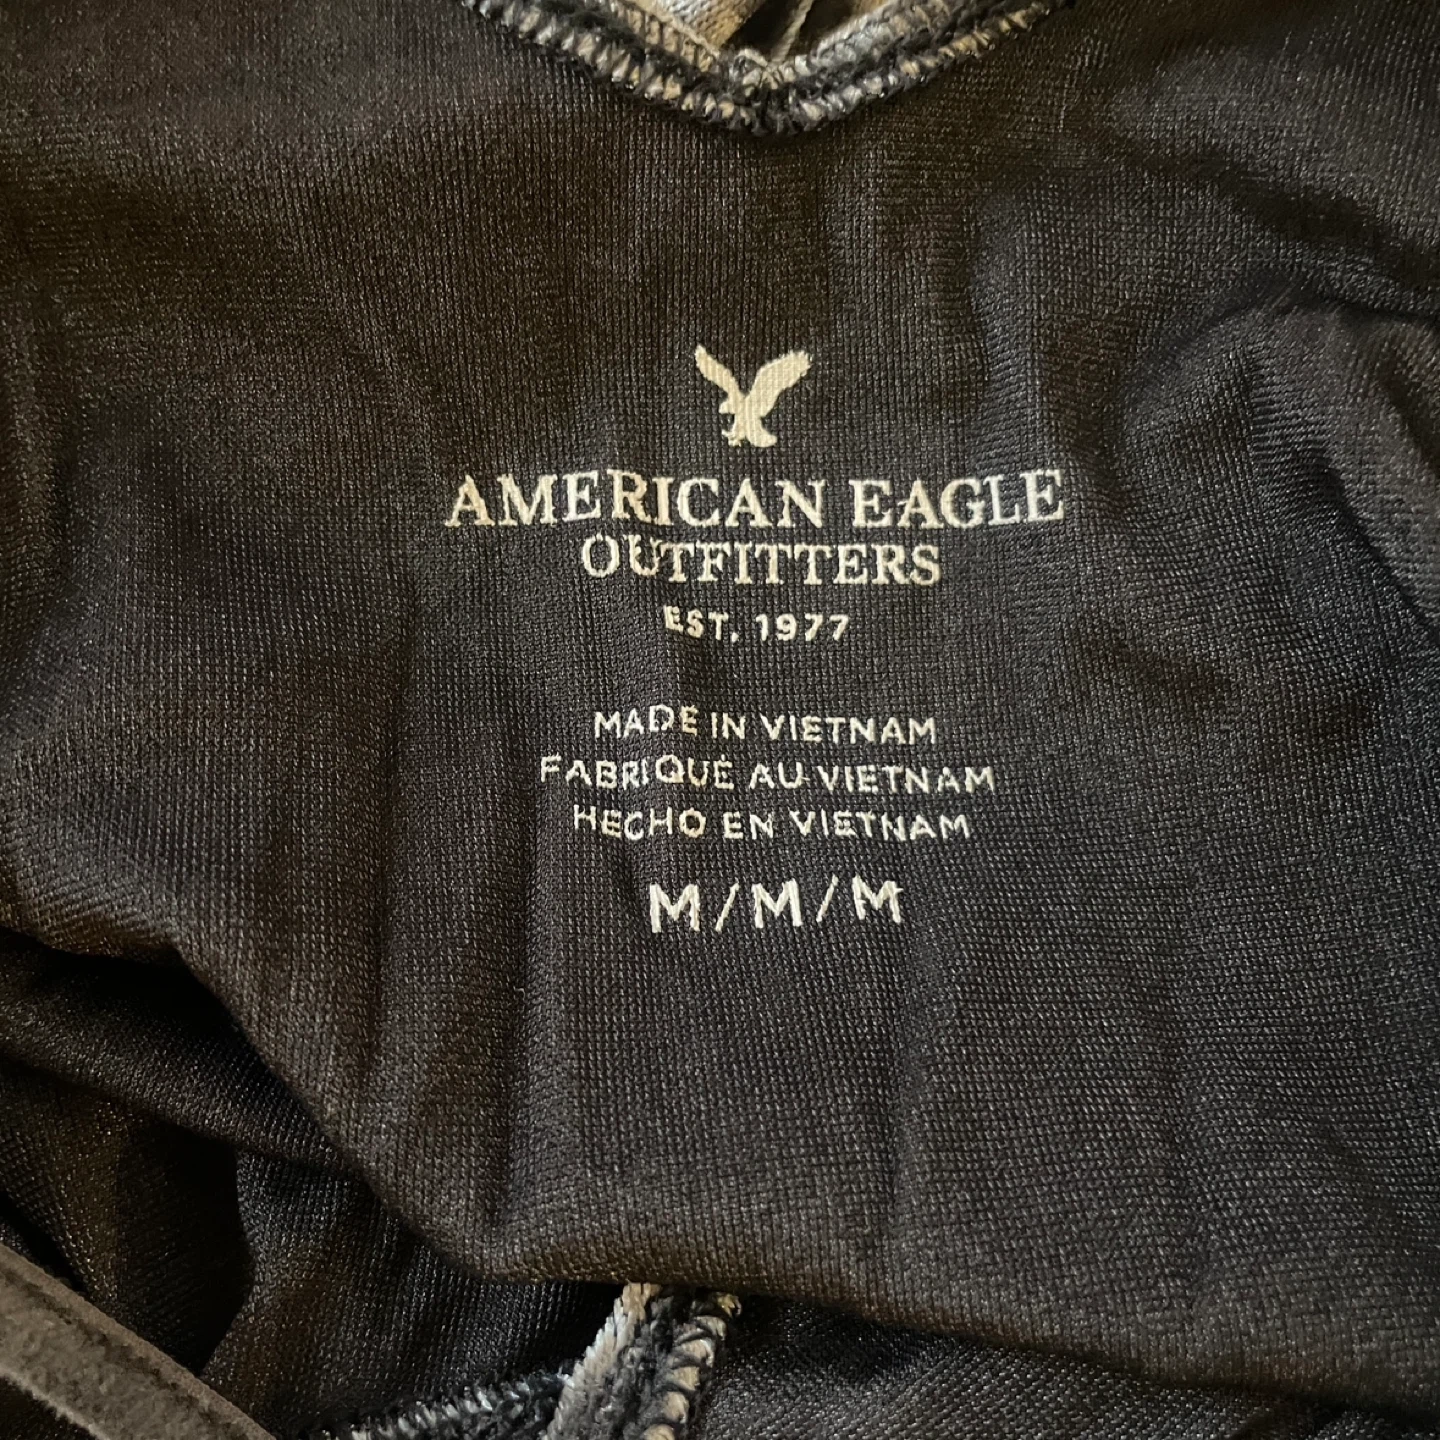 AMERICAN EAGLE
OUTFITTERS
EST. 1977
MADE IN VIETNAM
FABRIQUÉ AU VIETNAM
HECHO EN VIETNAM
M/M/M